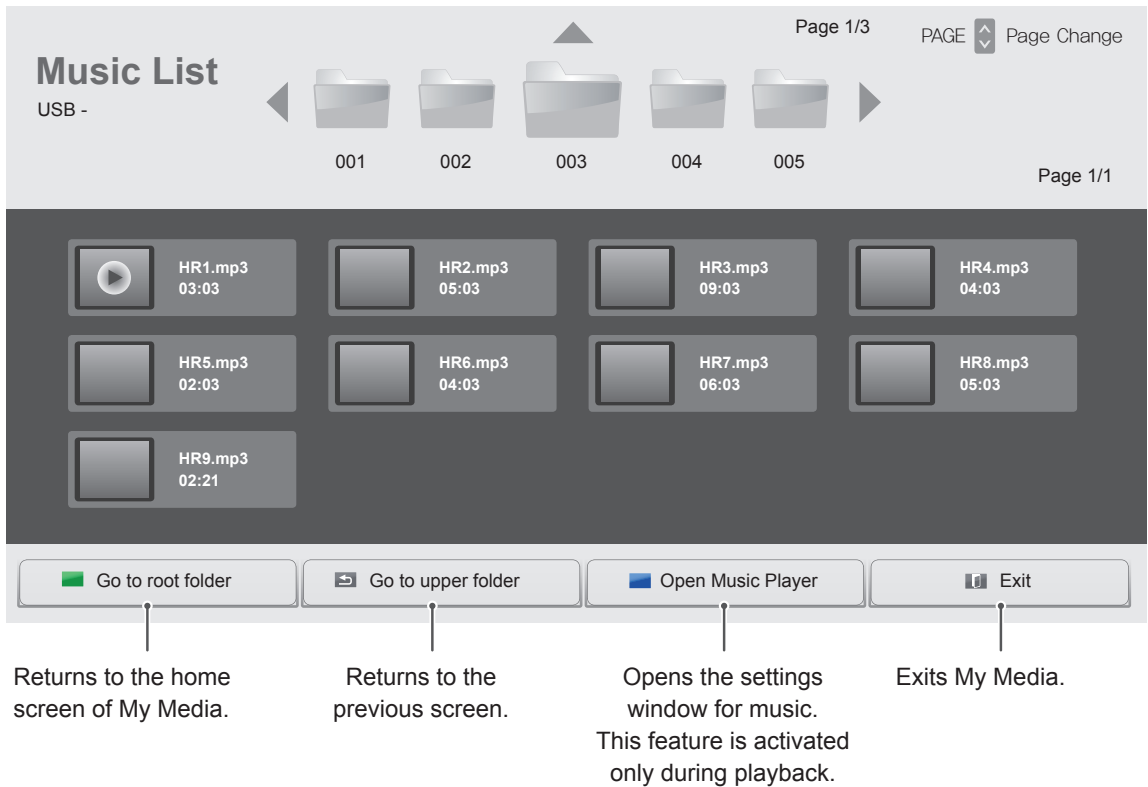 Page 1/3
PAGE Page Change
Music List
USB -
001 002 003 004 005
Page 1/1
HR1.mp3
03:03
HR2.mp3
05:03
HR3.mp3
09:03
HR4.mp3
04:03
HR5.mp3
02:03
HR6.mp3
04:03
HR7.mp3
06:03
HR8.mp3
05:03
HR9.mp3
02:21
Go to root folder
Go to upper folder
Open Music Player
Exit
Returns to the home
screen of My Media.
Returns to the
previous screen.
Opens the settings
window for music.
This feature is activated
only during playback.
Exits My Media.